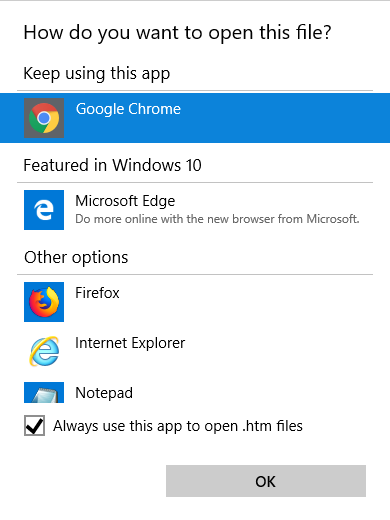 How do you want to open this file?
Keep using this app
Google Chrome
Featured in Windows 10
Microsoft Edge
Do more online with the new browser from Microsoft.
Other options
Firefox
Internet Explorer
Notepad
Always use this app to open .htm files
OK